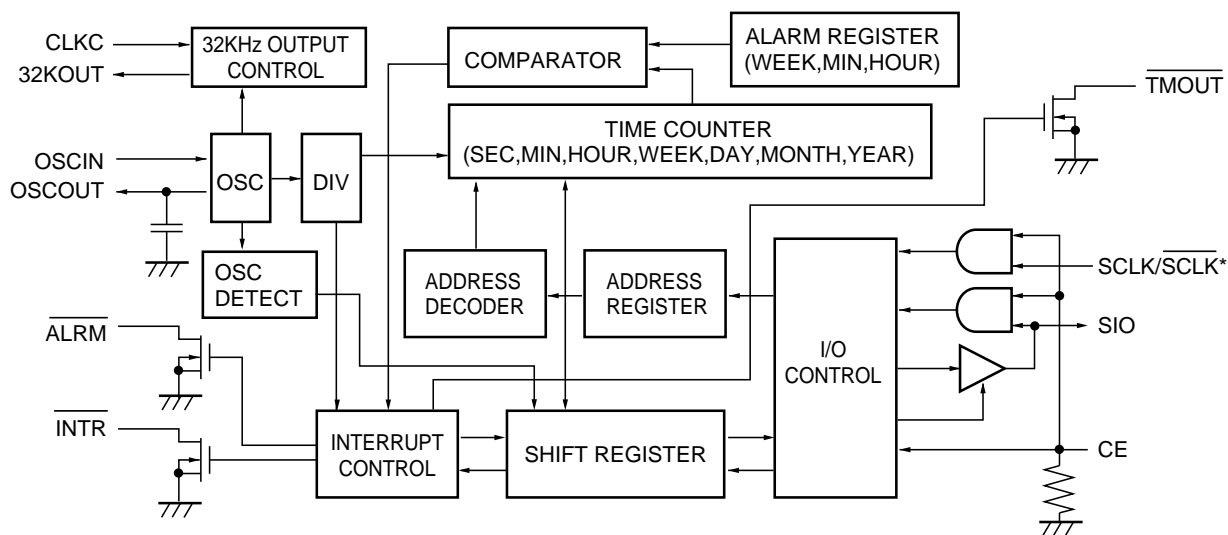 CLKC
32KOUT
32KHz OUTPUT
CONTROL
COMPARATOR
ALARM REGISTER
(WEEK,MIN,HOUR)
TMOUT
TIME COUNTER
(SEC,MIN,HOUR,WEEK,DAY,MONTH,YEAR)
OSCIN
OSCOUT
OSC
DIV
OSC
DETECT
ADDRESS
DECODER
ADDRESS
REGISTER
I/O
CONTROL
SCLK/SCLK*
SIO
ALRM
INTR
INTERRUPT
CONTROL
SHIFT REGISTER
CE